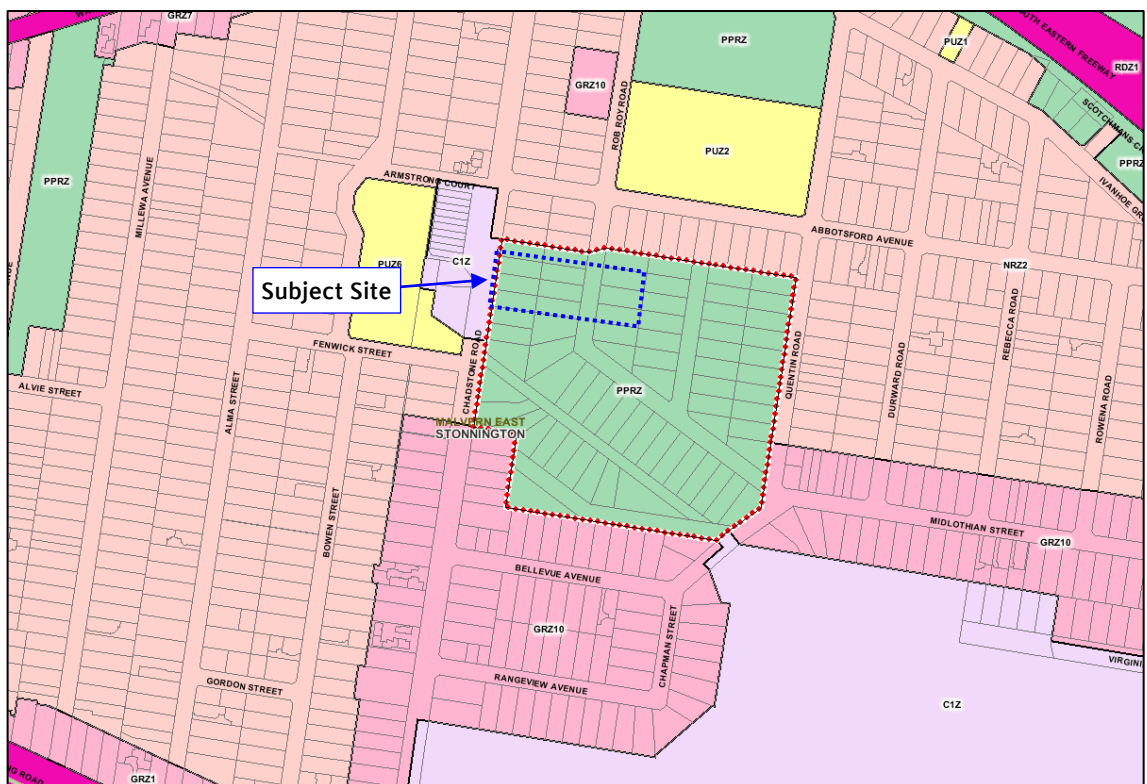 GRZ7
PPRZ
SOUTH EASTERN FREEWAY
PUZ1
RDZ1
GRZ10
ROB ROY ROAD
SCOTCHMANS
PUZ2
PPRZ
MILLEWA AVENUE
PPRZ
ARMSTRONG COURT
IVANHOE
ABBOTSFORD AVENUE
PUZ6
C1Z
NRZ2
Subject Site
FENWICK STREET
CHADSTONE ROAD
QUENTIN ROAD
DURWARD ROAD
REBECCA ROAD
ROWENA ROAD
ALVIE STREET
ALMA STREET
PPRZ
MALVERN EAST
STONNINGTON
BOWEN STREET
MIDLOTHIAN STREET
GRZ10
BELLEVUE AVENUE
GRZ10
CHAPMAN STREET
GORDON STREET
RANGEVIEW AVENUE
C1Z
GRZ1
ROAD